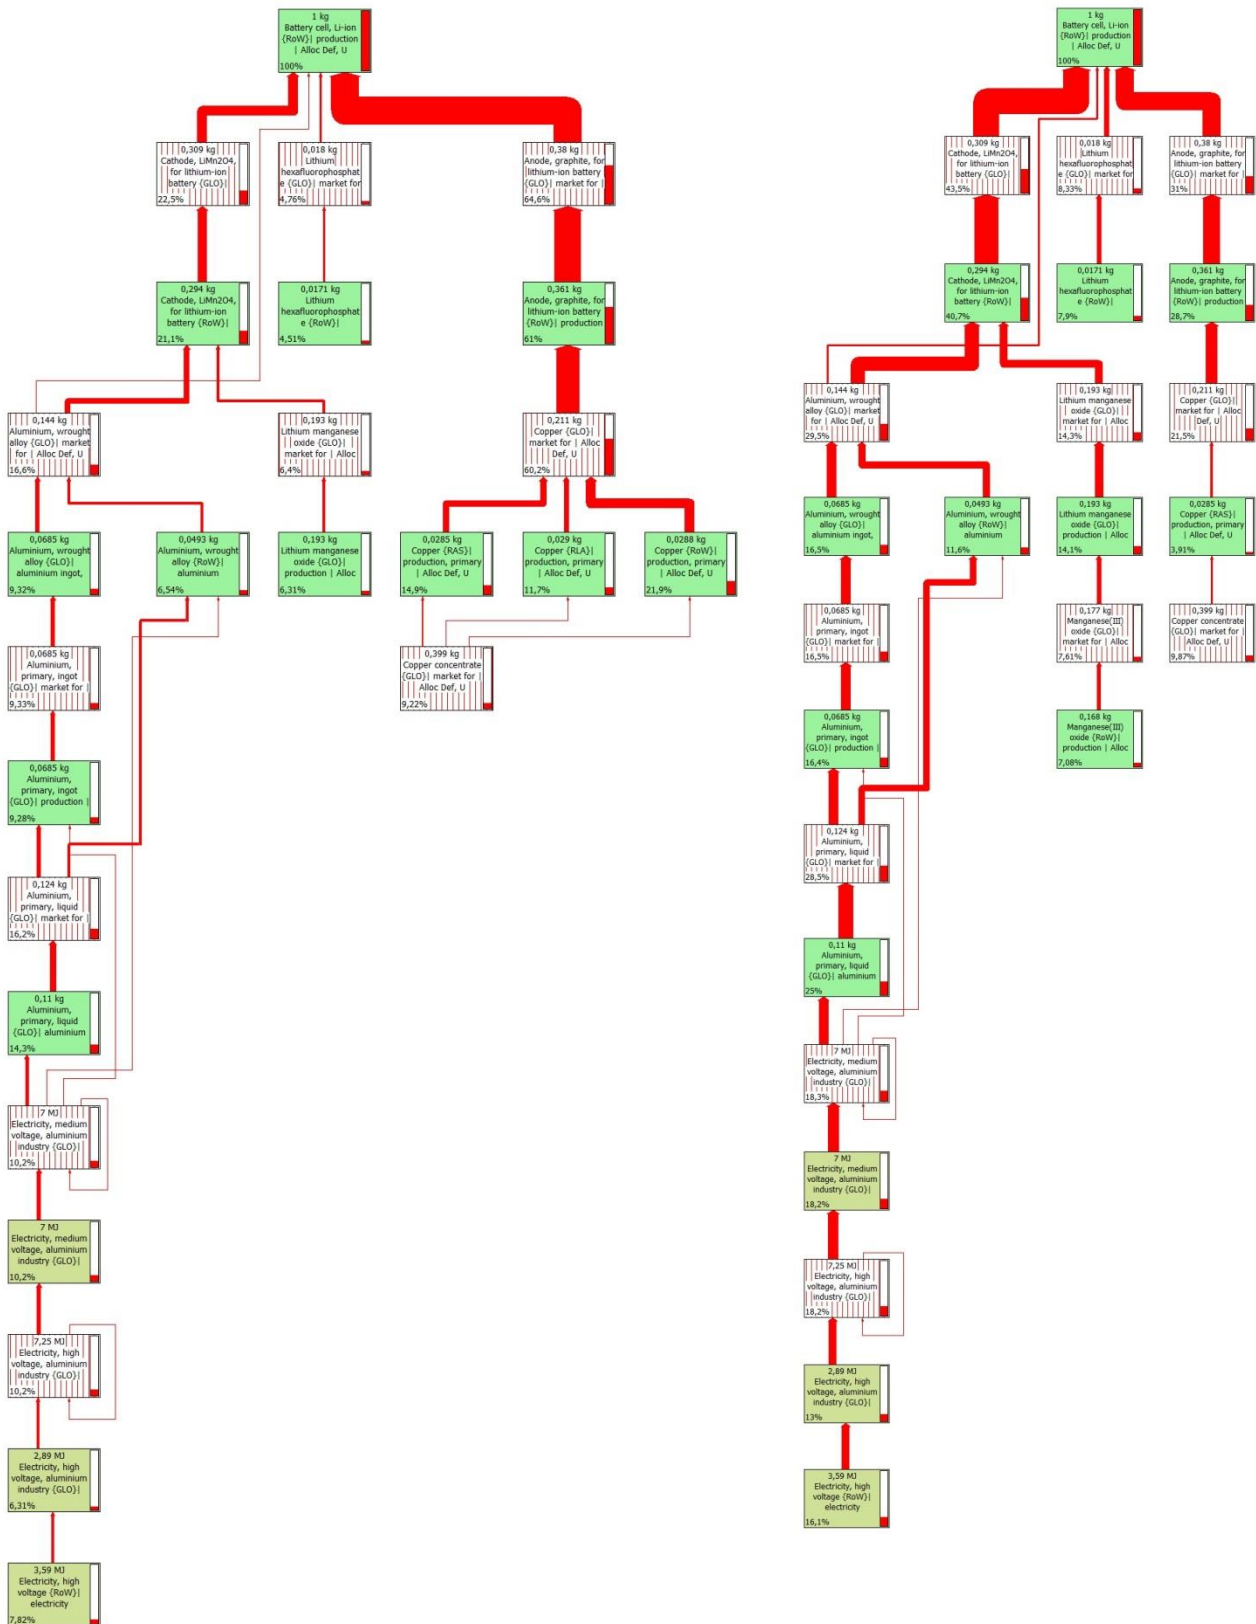 1 kg
Battery cell, Li-ion
{RoW}| production
| Alloc Def, U
100%
0,309 kg
Cathode, LiMn2O4,
for lithium-ion
battery {GLO}|
22,5%
0,018 kg
Lithium
hexafluorophosphat
e {GLO}| market for
4,76%
0,38 kg
Anode, graphite, for
lithium-ion battery
{GLO}| market for |
64,6%
0,294 kg
Cathode, LiMn2O4,
for lithium-ion
battery {RoW}|
21,1%
0,0171 kg
Lithium
hexafluorophosphat
e {RoW}|
4,51%
0,361 kg
Anode, graphite, for
lithium-ion battery
{RoW}| production
61%
0,144 kg
Aluminium, wrought
alloy {GLO}| market
for | Alloc Def, U
16,6%
0,193 kg
Lithium manganese
oxide {GLO}|
market for | Alloc
6,4%
0,211 kg
Copper {GLO}|
market for | Alloc
Def, U
60,2%
0,0685 kg
Aluminium, wrought
alloy {GLO}|
aluminium ingot,
9,32%
0,0493 kg
Aluminium, wrought
alloy {RoW}|
aluminium
6,54%
0,193 kg
Lithium manganese
oxide {GLO}|
production | Alloc
6,31%
0,0285 kg
Copper {RAS}|
production, primary
| Alloc Def, U
14,9%
0,029 kg
Copper {RLA}|
production, primary
| Alloc Def, U
11,7%
0,0288 kg
Copper {RoW}|
production, primary
| Alloc Def, U
21,9%
0,0685 kg
Aluminium,
primary, ingot
{GLO}| market for |
9,33%
0,399 kg
Copper concentrate
{GLO}| market for |
Alloc Def, U
9,22%
0,0685 kg
Aluminium,
primary, ingot
{GLO}| production |
9,28%
0,124 kg
Aluminium,
primary, liquid
{GLO}| market for |
16,2%
0,11 kg
Aluminium,
primary, liquid
{GLO}| aluminium
14,3%
7 MJ
Electricity, medium
voltage, aluminium
industry {GLO}|
10,2%
7 MJ
Electricity, medium
voltage, aluminium
industry {GLO}|
10,2%
7,25 MJ
Electricity, high
voltage, aluminium
industry {GLO}|
10,2%
2,89 MJ
Electricity, high
voltage, aluminium
industry {GLO}|
6,31%
3,59 MJ
Electricity, high
voltage {RoW}|
electricity
7,82%
1 kg
Battery cell, Li-ion
{RoW}| production
| Alloc Def, U
100%
0,309 kg
Cathode, LiMn2O4,
for lithium-ion
battery {GLO}|
43,5%
0,018 kg
Lithium
hexafluorophosphat
e {GLO}| market for
8,33%
0,38 kg
Anode, graphite, for
lithium-ion battery
{GLO}| market for |
31%
0,294 kg
Cathode, LiMn2O4,
for lithium-ion
battery {RoW}|
40,7%
0,0171 kg
Lithium
hexafluorophosphat
e {RoW}|
7,9%
0,361 kg
Anode, graphite, for
lithium-ion battery
{RoW}| production
28,7%
0,144 kg
Aluminium, wrought
alloy {GLO}| market
for | Alloc Def, U
29,5%
0,193 kg
Lithium manganese
oxide {GLO}|
market for | Alloc
14,3%
0,211 kg
Copper {GLO}|
market for | Alloc
Def, U
21,5%
0,0685 kg
Aluminium, wrought
alloy {GLO}|
aluminium ingot,
16,5%
0,0493 kg
Aluminium, wrought
alloy {RoW}|
aluminium
11,6%
0,193 kg
Lithium manganese
oxide {GLO}|
production | Alloc
14,1%
0,0285 kg
Copper {RAS}|
production, primary
| Alloc Def, U
3,91%
0,0685 kg
Aluminium,
primary, ingot
{GLO}| market for |
16,5%
0,177 kg
Manganese(III)
oxide {GLO}|
market for | Alloc
7,61%
0,399 kg
Copper concentrate
{GLO}| market for |
Alloc Def, U
9,87%
0,0685 kg
Aluminium,
primary, ingot
{GLO}| production |
16,4%
0,168 kg
Manganese(III)
oxide {RoW}|
production | Alloc
7,08%
0,124 kg
Aluminium,
primary, liquid
{GLO}| market for |
28,5%
0,11 kg
Aluminium,
primary, liquid
{GLO}| aluminium
25%
7 MJ
Electricity, medium
voltage, aluminium
industry {GLO}|
18,3%
7 MJ
Electricity, medium
voltage, aluminium
industry {GLO}|
18,2%
7,25 MJ
Electricity, high
voltage, aluminium
industry {GLO}|
18,2%
2,89 MJ
Electricity, high
voltage, aluminium
industry {GLO}|
13%
3,59 MJ
Electricity, high
voltage {RoW}|
electricity
16,1%